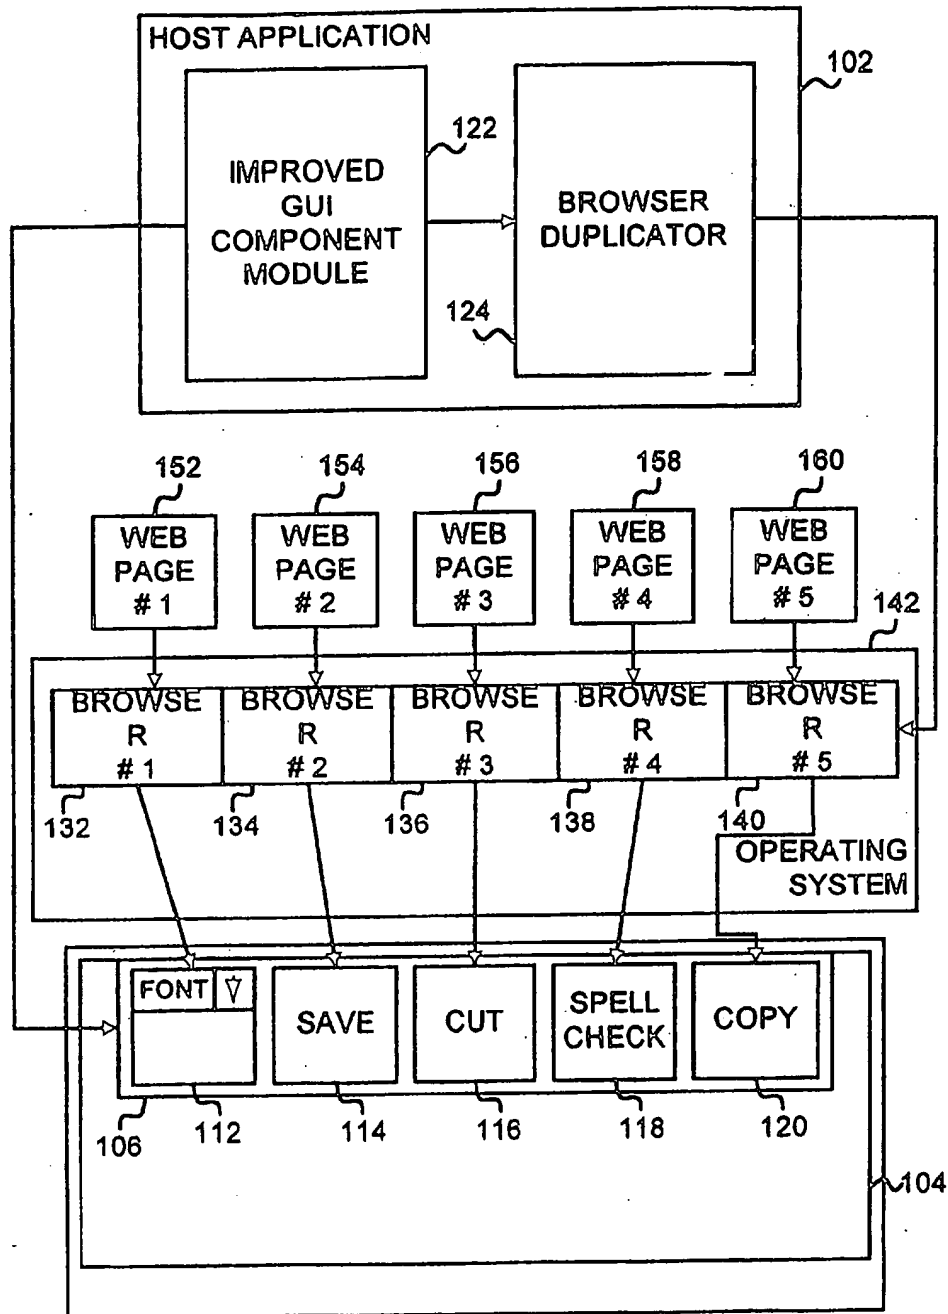 HOST APPLICATION
102
122
IMPROVED
GUI
COMPONENT
MODULE
BROWSER
DUPLICATOR
124
152
154
156
158
160
WEB
PAGE
# 1
WEB
PAGE
# 2
WEB
PAGE
# 3
WEB
PAGE
# 4
WEB
PAGE
# 5
142
BROWSE
R
# 1
BROWSE
R
# 2
BROWSE
R
# 3
BROWSE
R
# 4
BROWSE
R
# 5
132
134
136
138
140
OPERATING
SYSTEM
FONT
SAVE
CUT
SPELL
CHECK
COPY
106
112
114
116
118
120
104